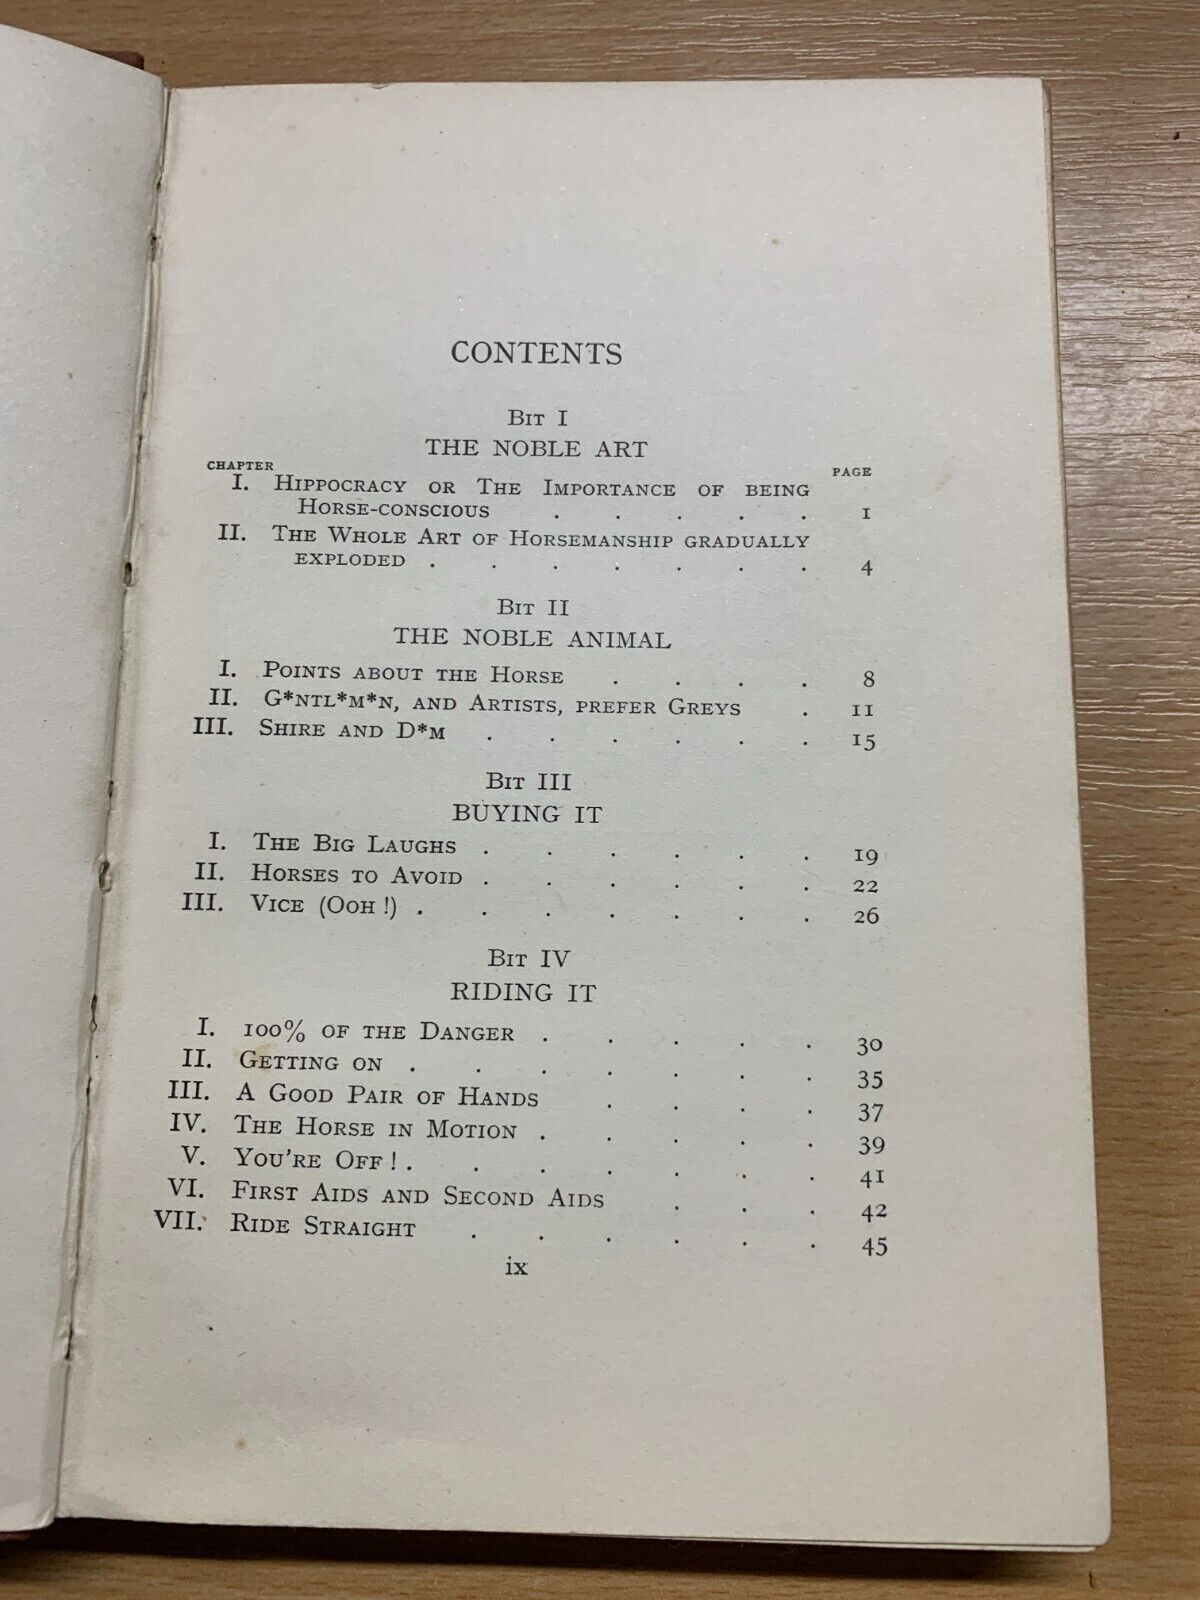 CONTENTS
BIT I
THE NOBLE ART
CHAPTER PAGE
I. HIPPOCRACY OR THE IMPORTANCE OF BEING
HORSE-CONSCIOUS . . . . . 1
II. THE WHOLE ART OF HORSEMANSHIP GRADUALLY
EXPLODED . . . . . . . 4
BIT II
THE NOBLE ANIMAL
I. POINTS ABOUT THE HORSE . . . . 8
II. G*NTL*M*N, AND ARTISTS, PREFER GREYS . 11
III. SHIRE AND D*M . . . . . . 15
BIT III
BUYING IT
I. THE BIG LAUGHS . . . . . . 19
II. HORSES TO AVOID . . . . . . 22
III. VICE (OOH !) . . . . . . . 26
BIT IV
RIDING IT
I. 100% OF THE DANGER . . . . . 30
II. GETTING ON . . . . . . . 35
III. A GOOD PAIR OF HANDS . . . . 37
IV. THE HORSE IN MOTION . . . . . 39
V. YOU'RE OFF ! . . . . . . . 41
VI. FIRST AIDS AND SECOND AIDS . . . 42
VII. RIDE STRAIGHT . . . . . . 45
ix